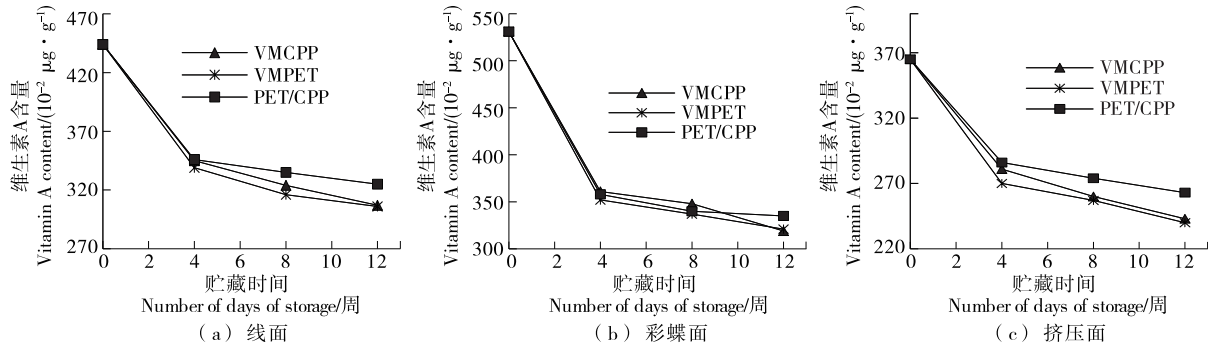 维生素A含量
Vitamin A content/(10⁻² μg·g⁻¹)
470
420
370
320
270
VMCPP
VMPET
PET/CPP
0 2 4 6 8 10 12
贮藏时间
Number of days of storage/周
(a) 线面
维生素A含量
Vitamin A content/(10⁻² μg·g⁻¹)
550
500
450
400
350
300
VMCPP
VMPET
PET/CPP
0 2 4 6 8 10 12
贮藏时间
Number of days of storage/周
(b) 彩蝶面
维生素A含量
Vitamin A content/(10⁻² μg·g⁻¹)
370
320
270
220
VMCPP
VMPET
PET/CPP
0 2 4 6 8 10 12
贮藏时间
Number of days of storage/周
(c) 挤压面